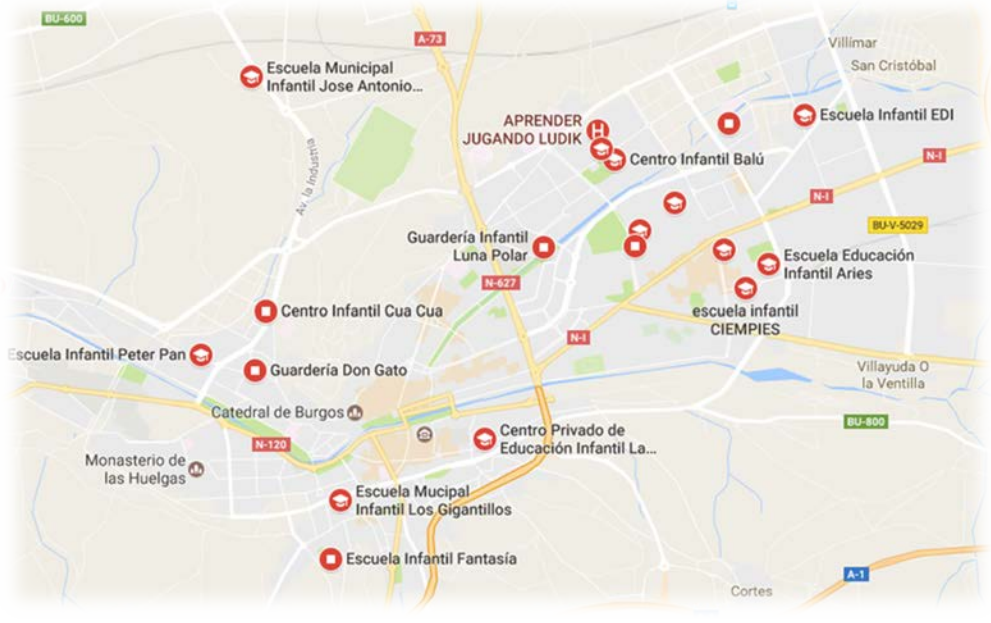 BU-600
A-73
Villímar
San Cristóbal
Escuela Municipal
Infantil Jose Antonio...
APRENDER
JUGANDO LUDIK
H
Escuela Infantil EDI
Centro Infantil Balú
N-I
N-I
Av. la Industria
BU-V-5029
Guardería Infantil
Luna Polar
Escuela Educación
Infantil Aries
N-627
escuela infantil
CIEMPIES
Centro Infantil Cua Cua
N-I
Escuela Infantil Peter Pan
Guardería Don Gato
Villayuda O
la Ventilla
Catedral de Burgos
BU-800
N-120
Centro Privado de
Educación Infantil La...
Monasterio de
las Huelgas
Escuela Mucipal
Infantil Los Gigantillos
Escuela Infantil Fantasía
A-1
Cortes